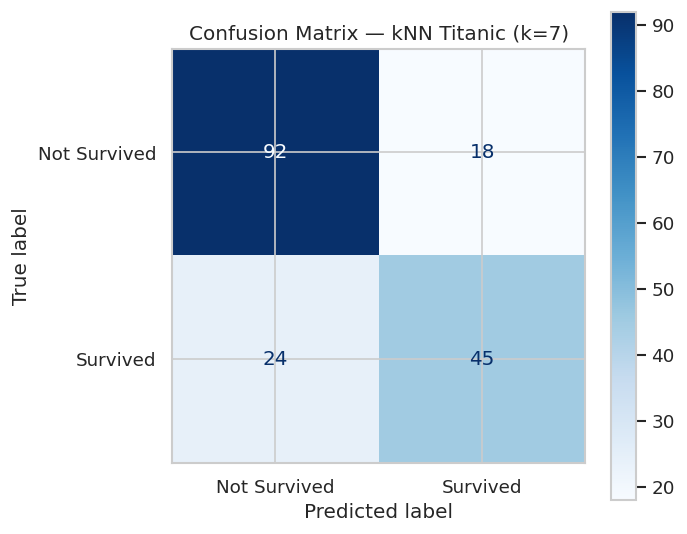 Confusion Matrix — kNN Titanic (k=7)
True label
Not Survived
Survived
92
18
24
45
Not Survived
Survived
Predicted label
90
80
70
60
50
40
30
20